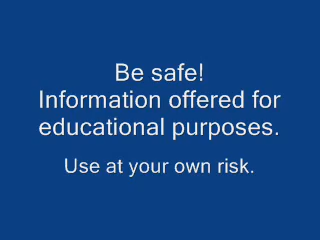 Be safe!
Information offered for
educational purposes.
Use at your own risk.